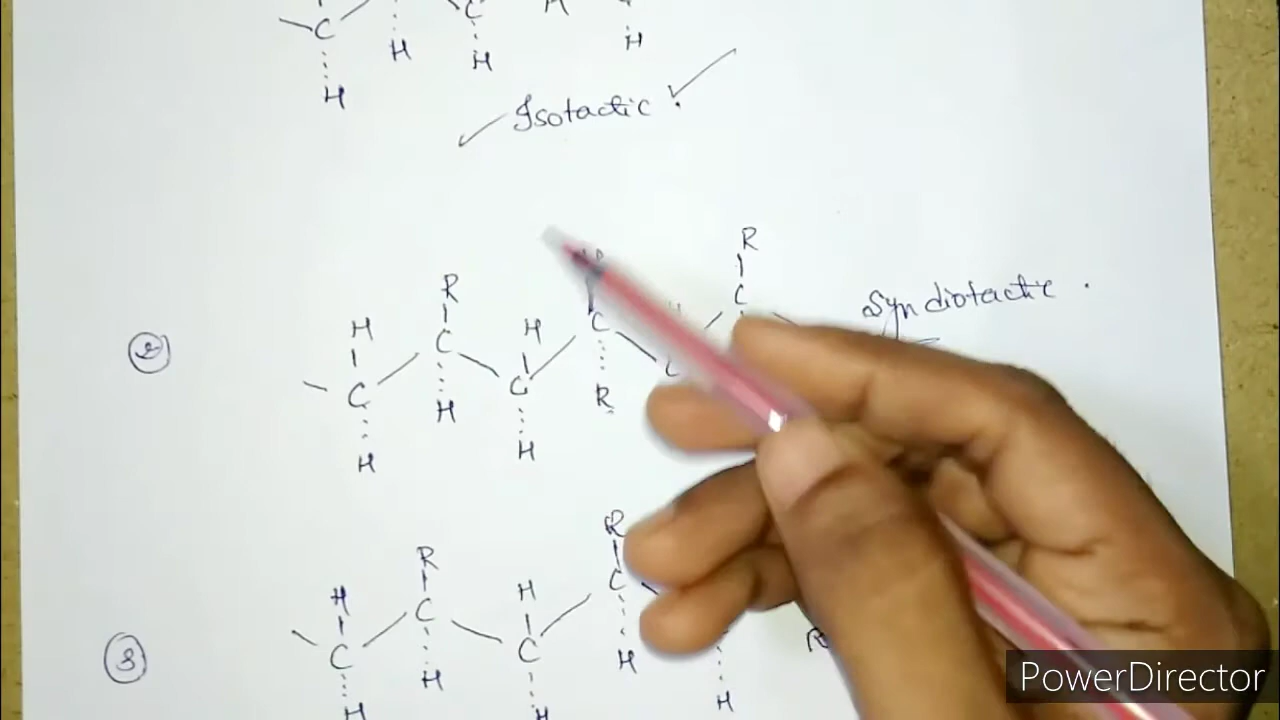 C H C H H
H H
Isotactic
R
R H Syndiotactic .
H C C
C H C
C C
H R
H H
R
R
H C
H C
C C H
H R
H H H
②
③
PowerDirector